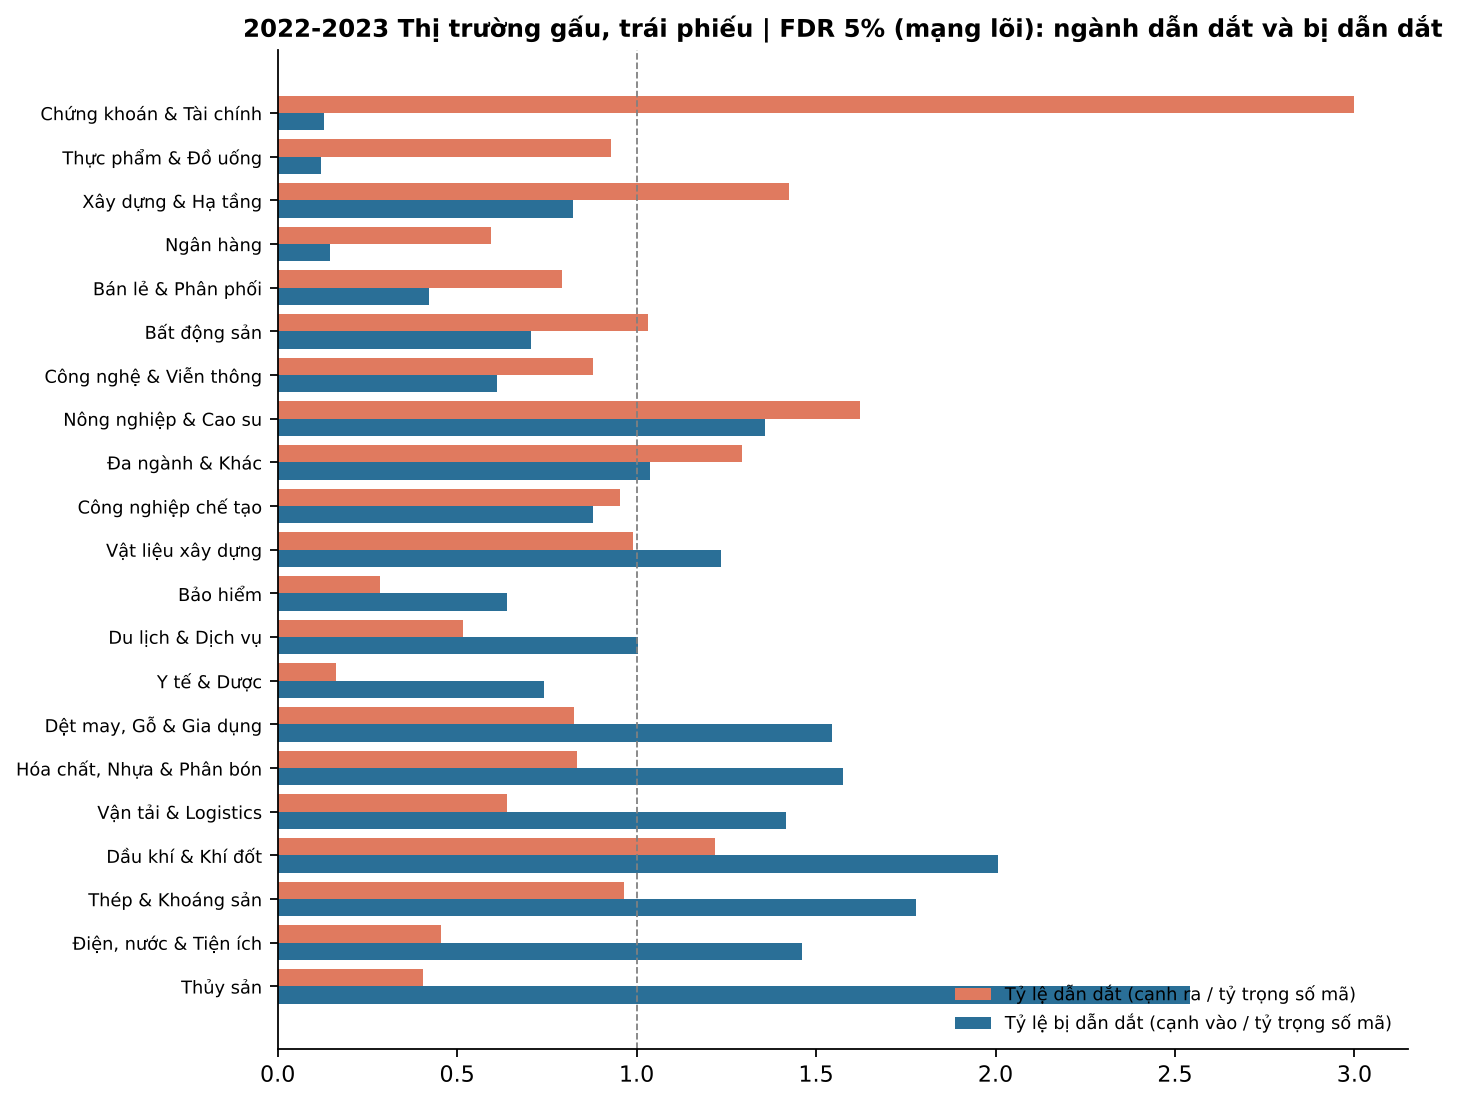 2022-2023 Thị trường gấu, trái phiếu | FDR 5% (mạng lõi): ngành dẫn dắt và bị dẫn dắt
Chứng khoán & Tài chính
Thực phẩm & Đồ uống
Xây dựng & Hạ tầng
Ngân hàng
Bán lẻ & Phân phối
Bất động sản
Công nghệ & Viễn thông
Nông nghiệp & Cao su
Đa ngành & Khác
Công nghiệp chế tạo
Vật liệu xây dựng
Bảo hiểm
Du lịch & Dịch vụ
Y tế & Dược
Dệt may, Gỗ & Gia dụng
Hóa chất, Nhựa & Phân bón
Vận tải & Logistics
Dầu khí & Khí đốt
Thép & Khoáng sản
Điện, nước & Tiện ích
Thủy sản
Tỷ lệ dẫn dắt (cạnh ra / tỷ trọng số mã)
Tỷ lệ bị dẫn dắt (cạnh vào / tỷ trọng số mã)
0.0 0.5 1.0 1.5 2.0 2.5 3.0